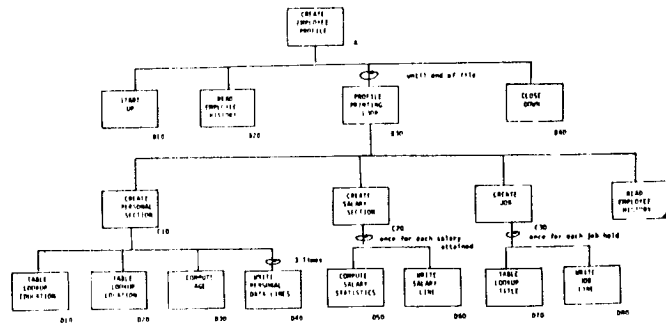 CREATE
EMPLOYEE
PROFILE
A
until end of file
START
UP
READ
EMPLOYEE
HISTORY
PROFILE
PRINTING
LOOP
CLOSE
DOWN
B10
B20
B30
B40
CREATE
PERSONAL
SECTION
CREATE
SALARY
SECTION
CREATE
JOB
READ
EMPLOYEE
HISTORY
C10
C20
once for each salary
attained
C30
once for each job held
3 times
TABLE
LOOKUP
EDUCATION
TABLE
LOOKUP
LOCATION
COMPUTE
AGE
WRITE
PERSONAL
DATA LINES
COMPUTE
SALARY
STATISTICS
WRITE
SALARY
LINE
TABLE
LOOKUP
TITLE
WRITE
JOB
LINE
D10
D20
D30
D40
D50
D60
D70
D80